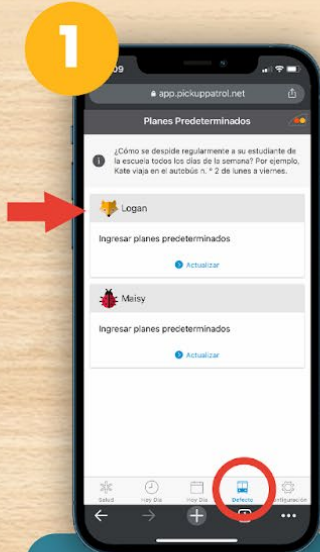 1
09
app.pickuppatrol.net
Planes Predeterminados
¿Cómo se despide regularmente a su estudiante de
la escuela todos los días de la semana? Por ejemplo,
Kate viaja en el autobús n. º 2 de lunes a viernes.
Logan
Ingresar planes predeterminados
Actualizar
Maisy
Ingresar planes predeterminados
Actualizar
Salud Hoy Día Hoy Día Defecto Configuración